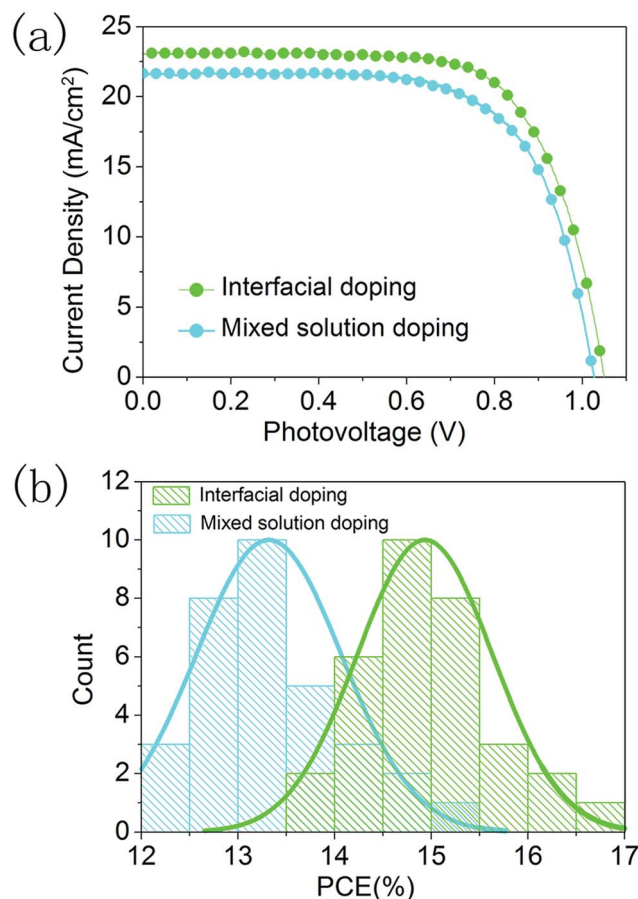 (a)
25
20
15
10
5
0
Current Density (mA/cm²)
Interfacial doping
Mixed solution doping
0.0 0.2 0.4 0.6 0.8 1.0
Photovoltage (V)
(b)
12
10
8
6
4
2
0
Count
Interfacial doping
Mixed solution doping
12 13 14 15 16 17
PCE(%)